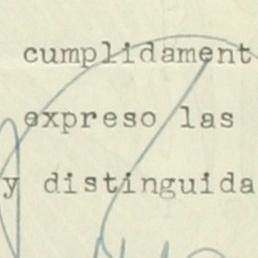 cumplidament
expreso las
y distinguida